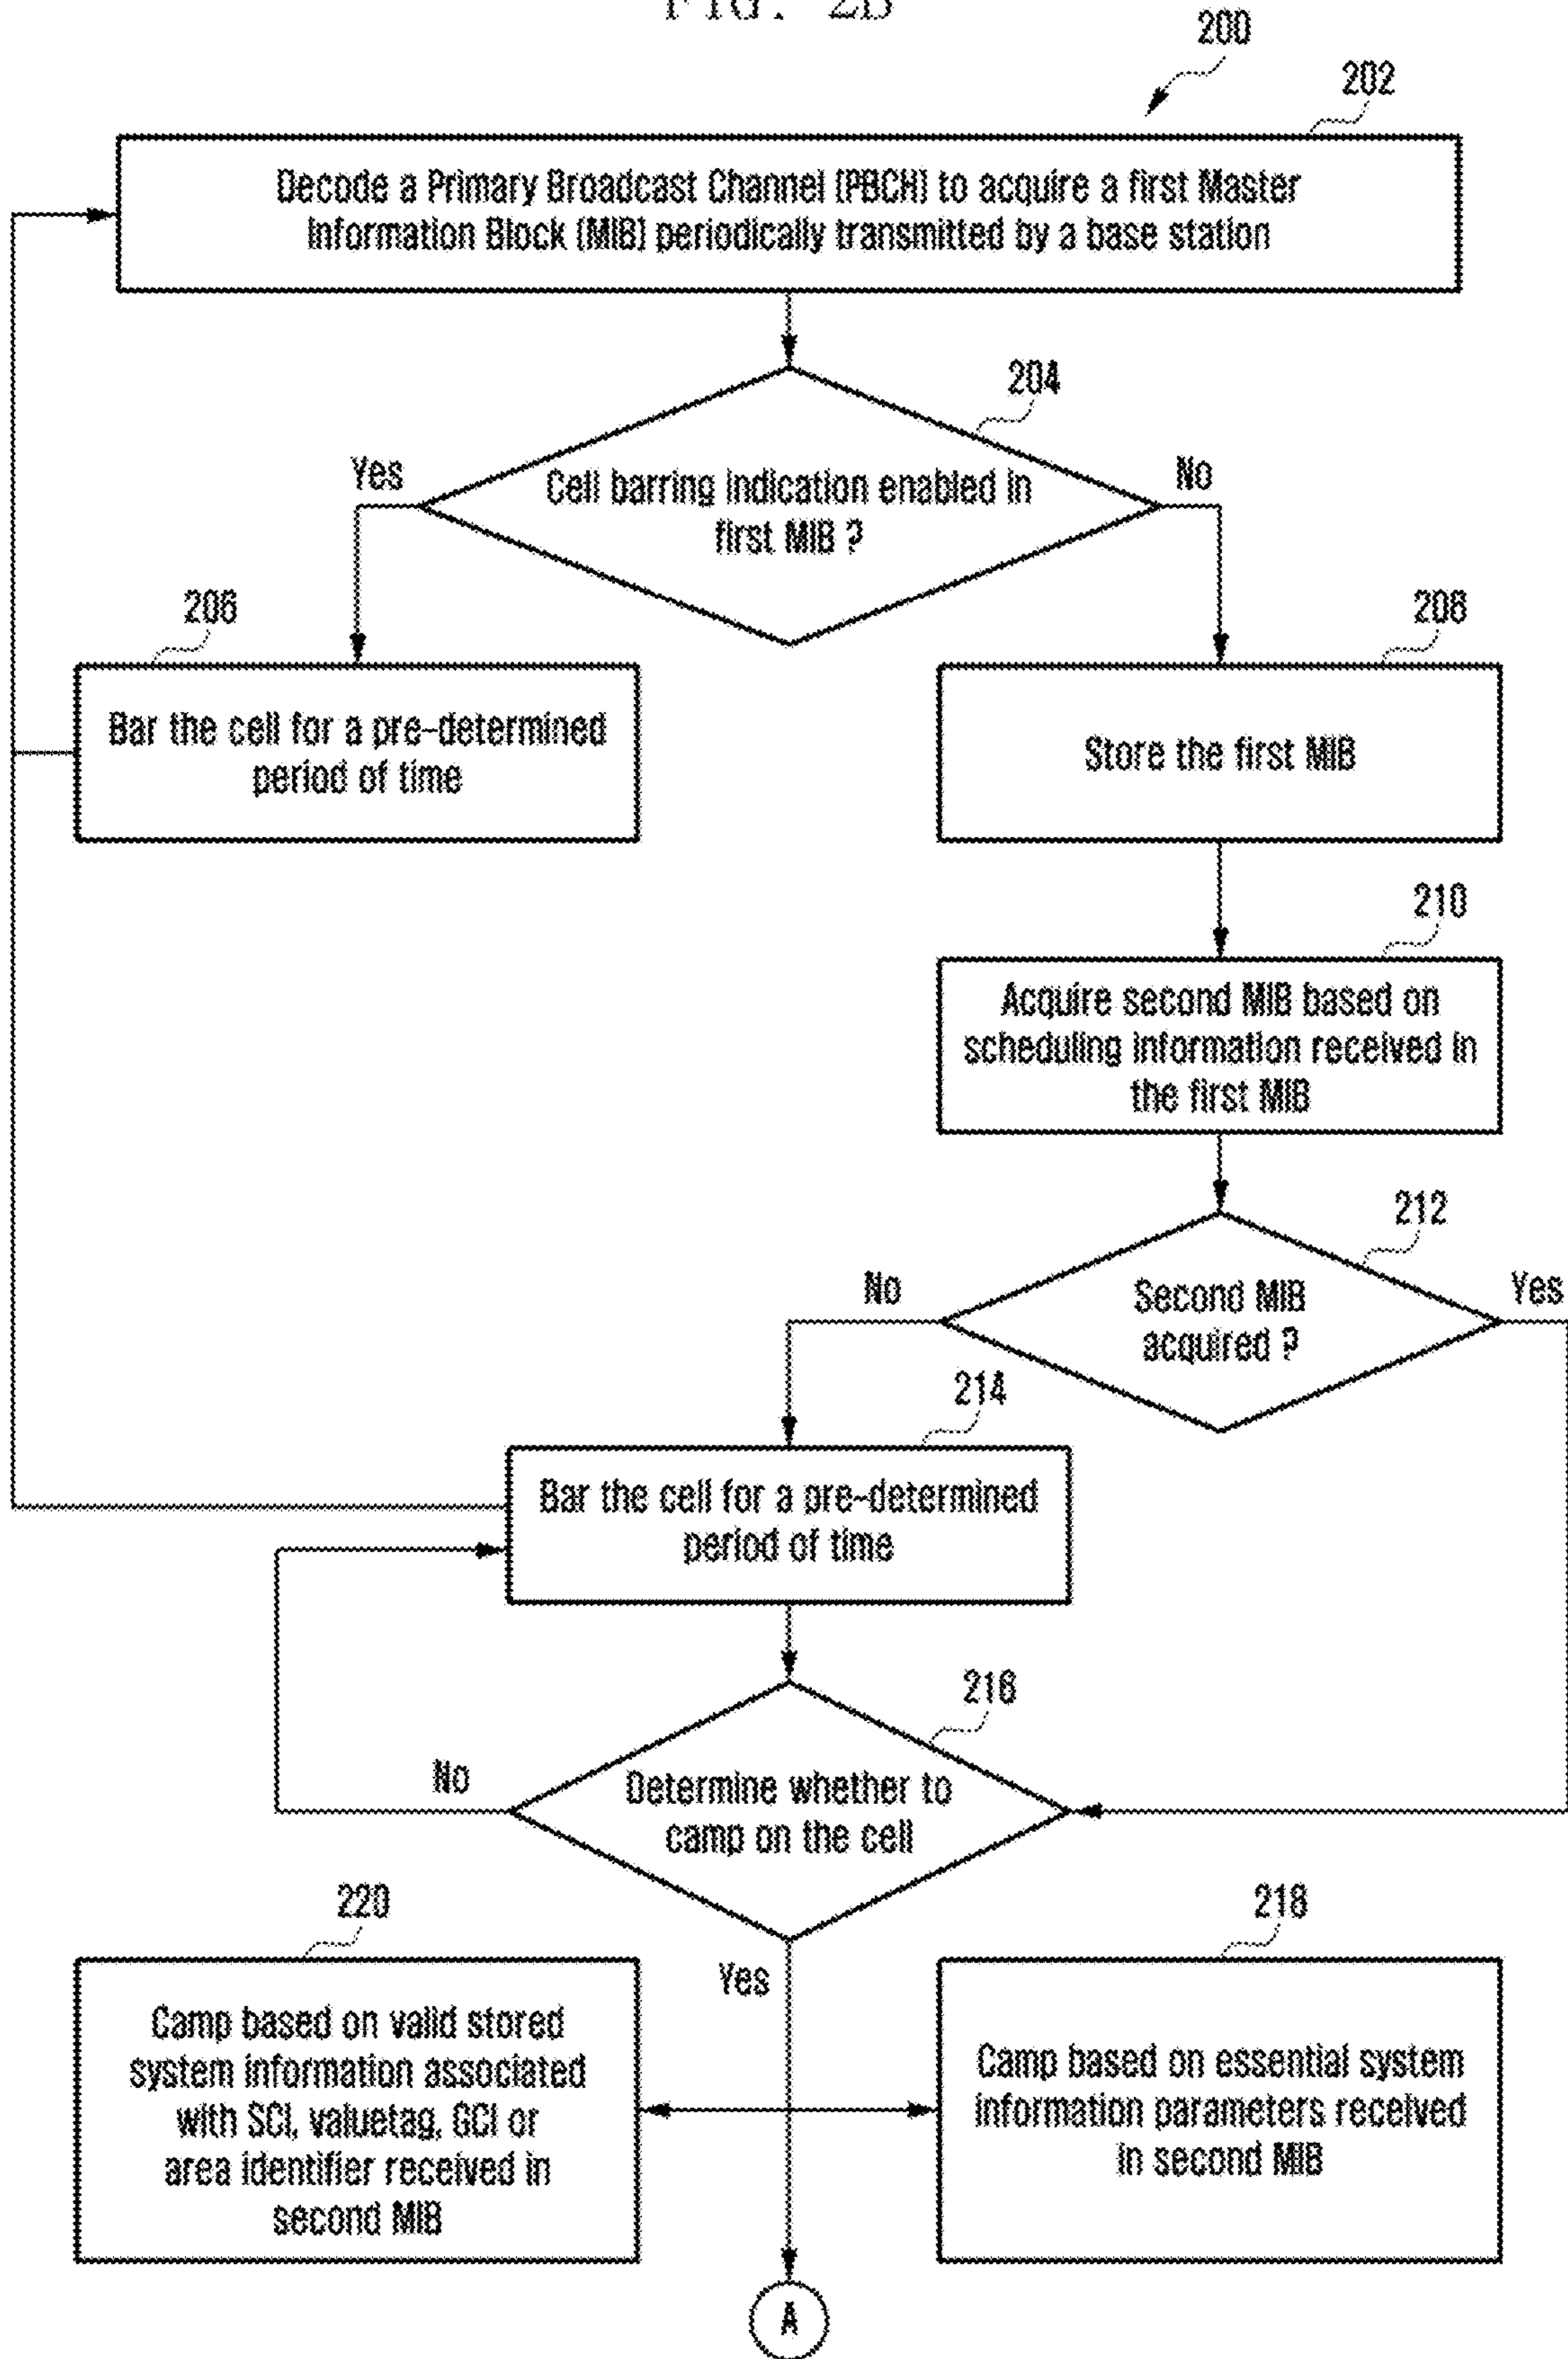 FIG. 2B
200
202
Decode a Primary Broadcast Channel (PBCH) to acquire a first Master
Information Block (MIB) periodically transmitted by a base station
204
Yes
No
Cell barring indication enabled in
first MIB ?
206
Bar the cell for a pre-determined
period of time
208
Store the first MIB
210
Acquire second MIB based on
scheduling information received in
the first MIB
212
No
Yes
Second MIB
acquired ?
214
Bar the cell for a pre-determined
period of time
216
No
Determine whether to
camp on the cell
220
Yes
218
Camp based on valid stored
system information associated
with SCI, valuetag, GCI or
area identifier received in
second MIB
Camp based on essential system
information parameters received
in second MIB
A